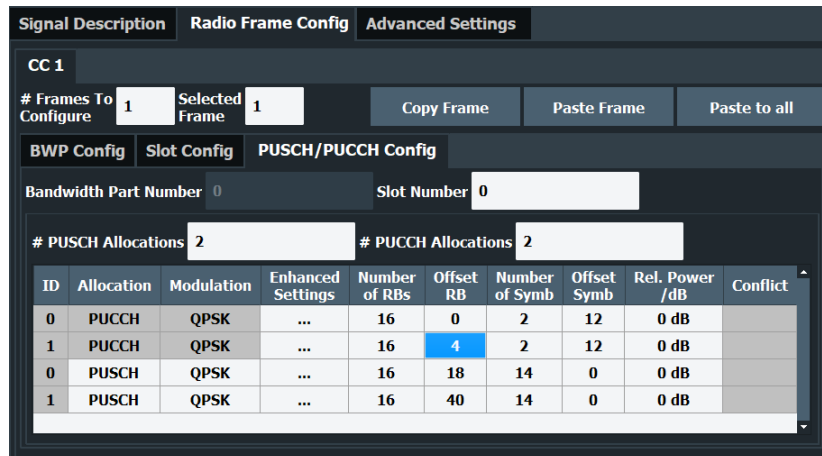 Signal Description Radio Frame Config Advanced Settings
CC 1
# Frames To Configure 1 Selected Frame 1 Copy Frame Paste Frame Paste to all
BWP Config Slot Config PUSCH/PUCCH Config
Bandwidth Part Number 0 Slot Number 0
# PUSCH Allocations 2 # PUCCH Allocations 2
ID Allocation Modulation Enhanced Settings Number of RBs Offset RB Number of Symb Offset Symb Rel. Power /dB Conflict
0 PUCCH QPSK ... 16 0 2 12 0 dB
1 PUCCH QPSK ... 16 4 2 12 0 dB
0 PUSCH QPSK ... 16 18 14 0 0 dB
1 PUSCH QPSK ... 16 40 14 0 0 dB